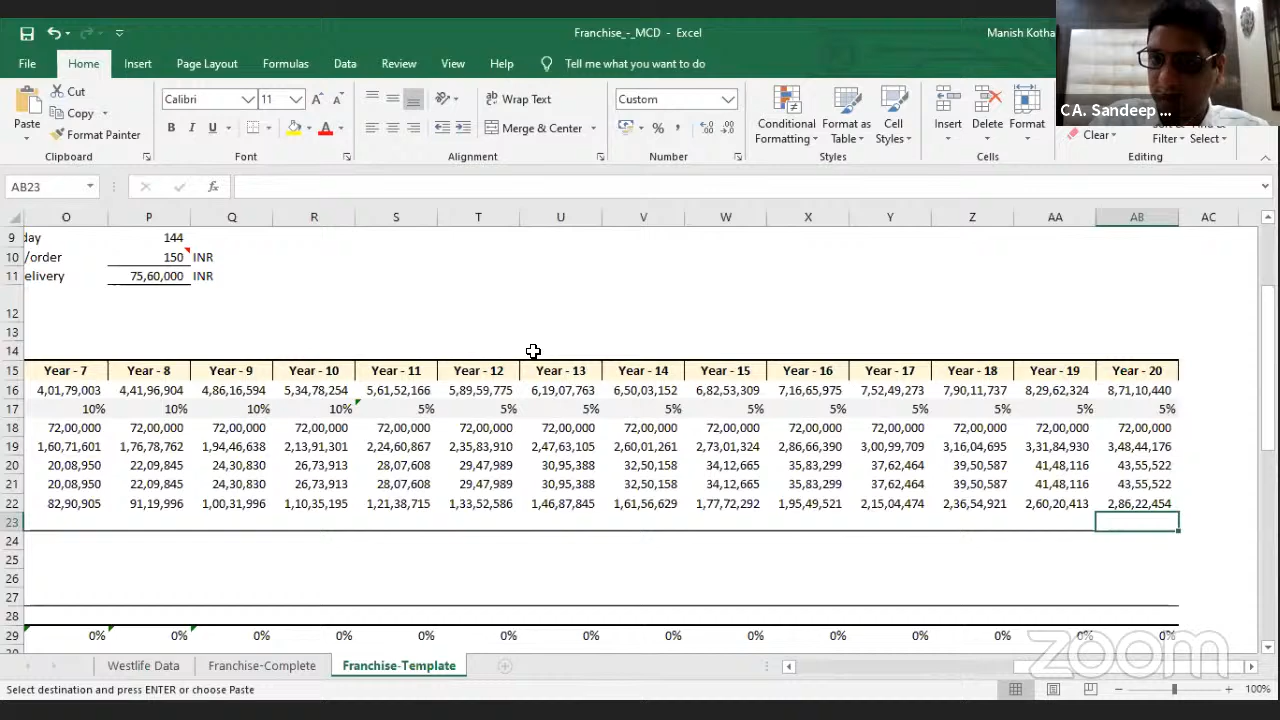 Franchise_-_MCD - Excel
Manish Kotha
File Home Insert Page Layout Formulas Data Review View Help Tell me what you want to do
Cut
Copy
Format Painter
Paste
Clipboard
Calibri 11
B I U
Font
Wrap Text
Merge & Center
Alignment
Custom
Number
Conditional Formatting
Format as Table
Cell Styles
Styles
Insert Delete Format
Cells
Clear
Filter Select
Editing
CA. Sandeep ...
AB23
O P Q R S T U V W X Y Z AA AB AC
9 day 144
10 /order 150 INR
11 elivery 75,60,000 INR
12
13
14
15 Year - 7 Year - 8 Year - 9 Year - 10 Year - 11 Year - 12 Year - 13 Year - 14 Year - 15 Year - 16 Year - 17 Year - 18 Year - 19 Year - 20
16 4,01,79,003 4,41,96,904 4,86,16,594 5,34,78,254 5,61,52,166 5,89,59,775 6,19,07,763 6,50,03,152 6,82,53,309 7,16,65,975 7,52,49,273 7,90,11,737 8,29,62,324 8,71,10,440
17 10% 10% 10% 10% 5% 5% 5% 5% 5% 5% 5% 5% 5% 5%
18 72,00,000 72,00,000 72,00,000 72,00,000 72,00,000 72,00,000 72,00,000 72,00,000 72,00,000 72,00,000 72,00,000 72,00,000 72,00,000 72,00,000
19 1,60,71,601 1,76,78,762 1,94,46,638 2,13,91,301 2,24,60,867 2,35,83,910 2,47,63,105 2,60,01,261 2,73,01,324 2,86,66,390 3,00,99,709 3,16,04,695 3,31,84,930 3,48,44,176
20 20,08,950 22,09,845 24,30,830 26,73,913 28,07,608 29,47,989 30,95,388 32,50,158 34,12,665 35,83,299 37,62,464 39,50,587 41,48,116 43,55,522
21 20,08,950 22,09,845 24,30,830 26,73,913 28,07,608 29,47,989 30,95,388 32,50,158 34,12,665 35,83,299 37,62,464 39,50,587 41,48,116 43,55,522
22 82,90,905 91,19,996 1,00,31,996 1,10,35,195 1,21,38,715 1,33,52,586 1,46,87,845 1,61,56,629 1,77,72,292 1,95,49,521 2,15,04,474 2,36,54,921 2,60,20,413 2,86,22,454
23
24
25
26
27
28
29 0% 0% 0% 0% 0% 0% 0% 0% 0% 0% 0% 0% 0% 0%
zoom
Westlife Data Franchise-Complete Franchise-Template
Select destination and press ENTER or choose Paste
100%